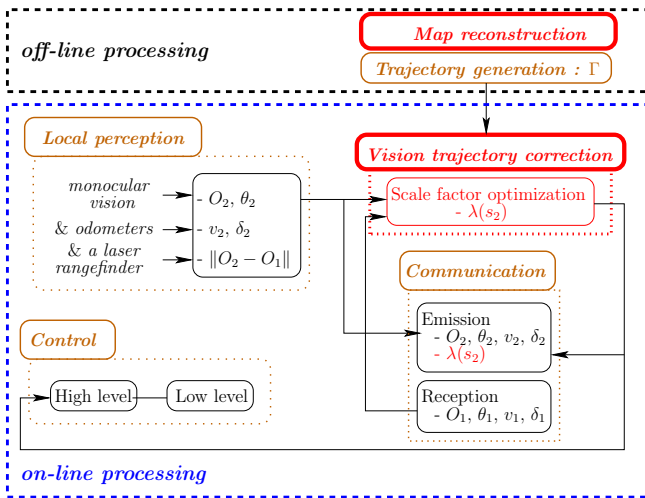 Map reconstruction
off-line processing
Trajectory generation : Γ
Local perception
Vision trajectory correction
monocular
vision
- O₂, θ₂
Scale factor optimization
- λ(s₂)
& odometers
- v₂, δ₂
& a laser
rangefinder
- ‖O₂ − O₁‖
Communication
Emission
- O₂, θ₂, v₂, δ₂
- λ(s₂)
Control
High level
Low level
Reception
- O₁, θ₁, v₁, δ₁
on-line processing